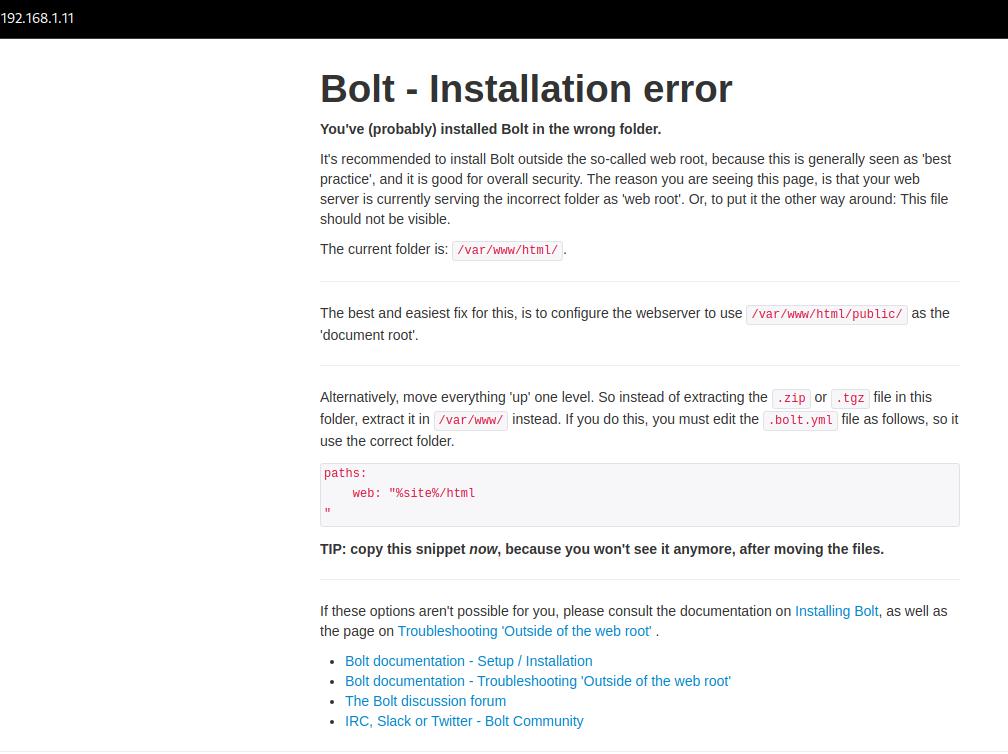 192.168.1.11
Bolt - Installation error
You've (probably) installed Bolt in the wrong folder.
It's recommended to install Bolt outside the so-called web root, because this is generally seen as 'best
practice', and it is good for overall security. The reason you are seeing this page, is that your web
server is currently serving the incorrect folder as 'web root'. Or, to put it the other way around: This file
should not be visible.
The current folder is: /var/www/html/ .
The best and easiest fix for this, is to configure the webserver to use /var/www/html/public/ as the
'document root'.
Alternatively, move everything 'up' one level. So instead of extracting the .zip or .tgz file in this
folder, extract it in /var/www/ instead. If you do this, you must edit the .bolt.yml file as follows, so it
use the correct folder.
paths:
    web: "%site%/html
"
TIP: copy this snippet now, because you won't see it anymore, after moving the files.
If these options aren't possible for you, please consult the documentation on Installing Bolt, as well as
the page on Troubleshooting 'Outside of the web root' .
• Bolt documentation - Setup / Installation
• Bolt documentation - Troubleshooting 'Outside of the web root'
• The Bolt discussion forum
• IRC, Slack or Twitter - Bolt Community